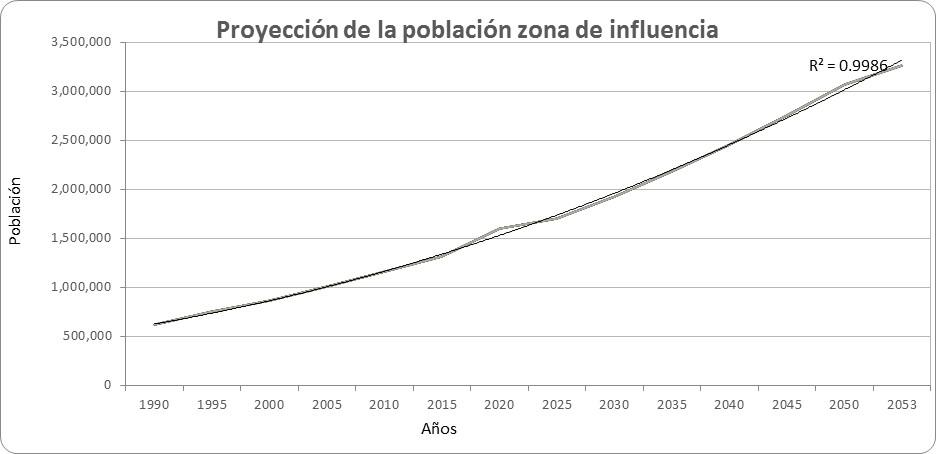 Proyección de la población zona de influencia
R² = 0.9986
3,500,000
3,000,000
2,500,000
2,000,000
1,500,000
1,000,000
500,000
0
Población
1990 1995 2000 2005 2010 2015 2020 2025 2030 2035 2040 2045 2050 2053
Años